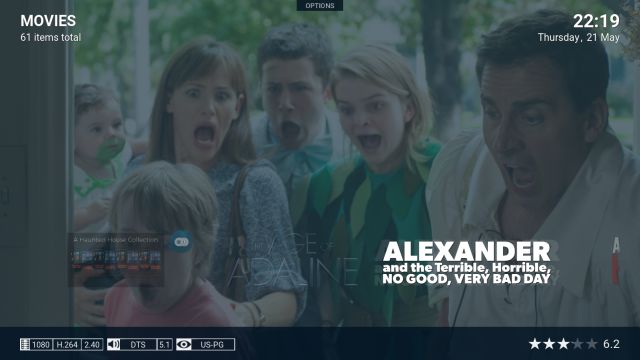 OPTIONS
MOVIES
61 items total
22:19
Thursday, 21 May
A Haunted House Collection
THE AGE OF
ADALINE
ALEXANDER
and the Terrible, Horrible,
NO GOOD, VERY BAD DAY
A
1080 H.264 2.40 DTS 5.1 US-PG
6.2